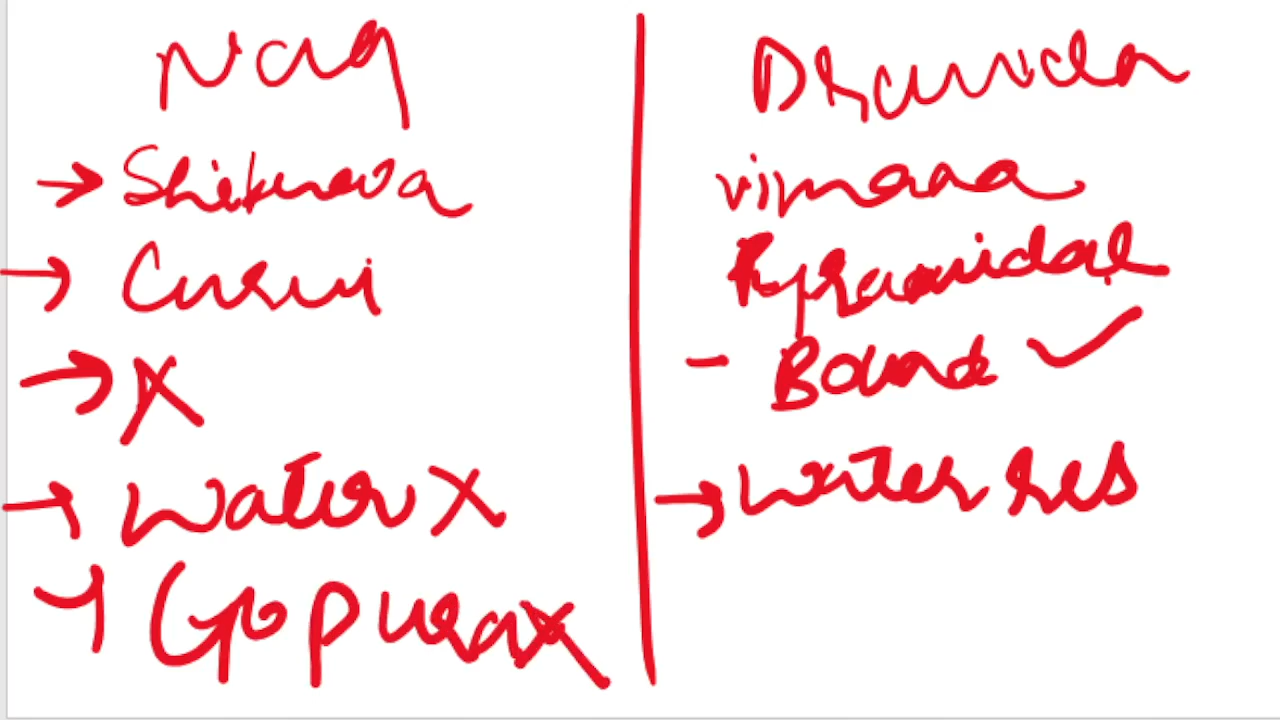 Nag
Dravida
→ Shikhara
vimana
→ Curvi
Pyramidal
→ X
- Bound ✓
→ Water X
→ Water res
→ Gopura X